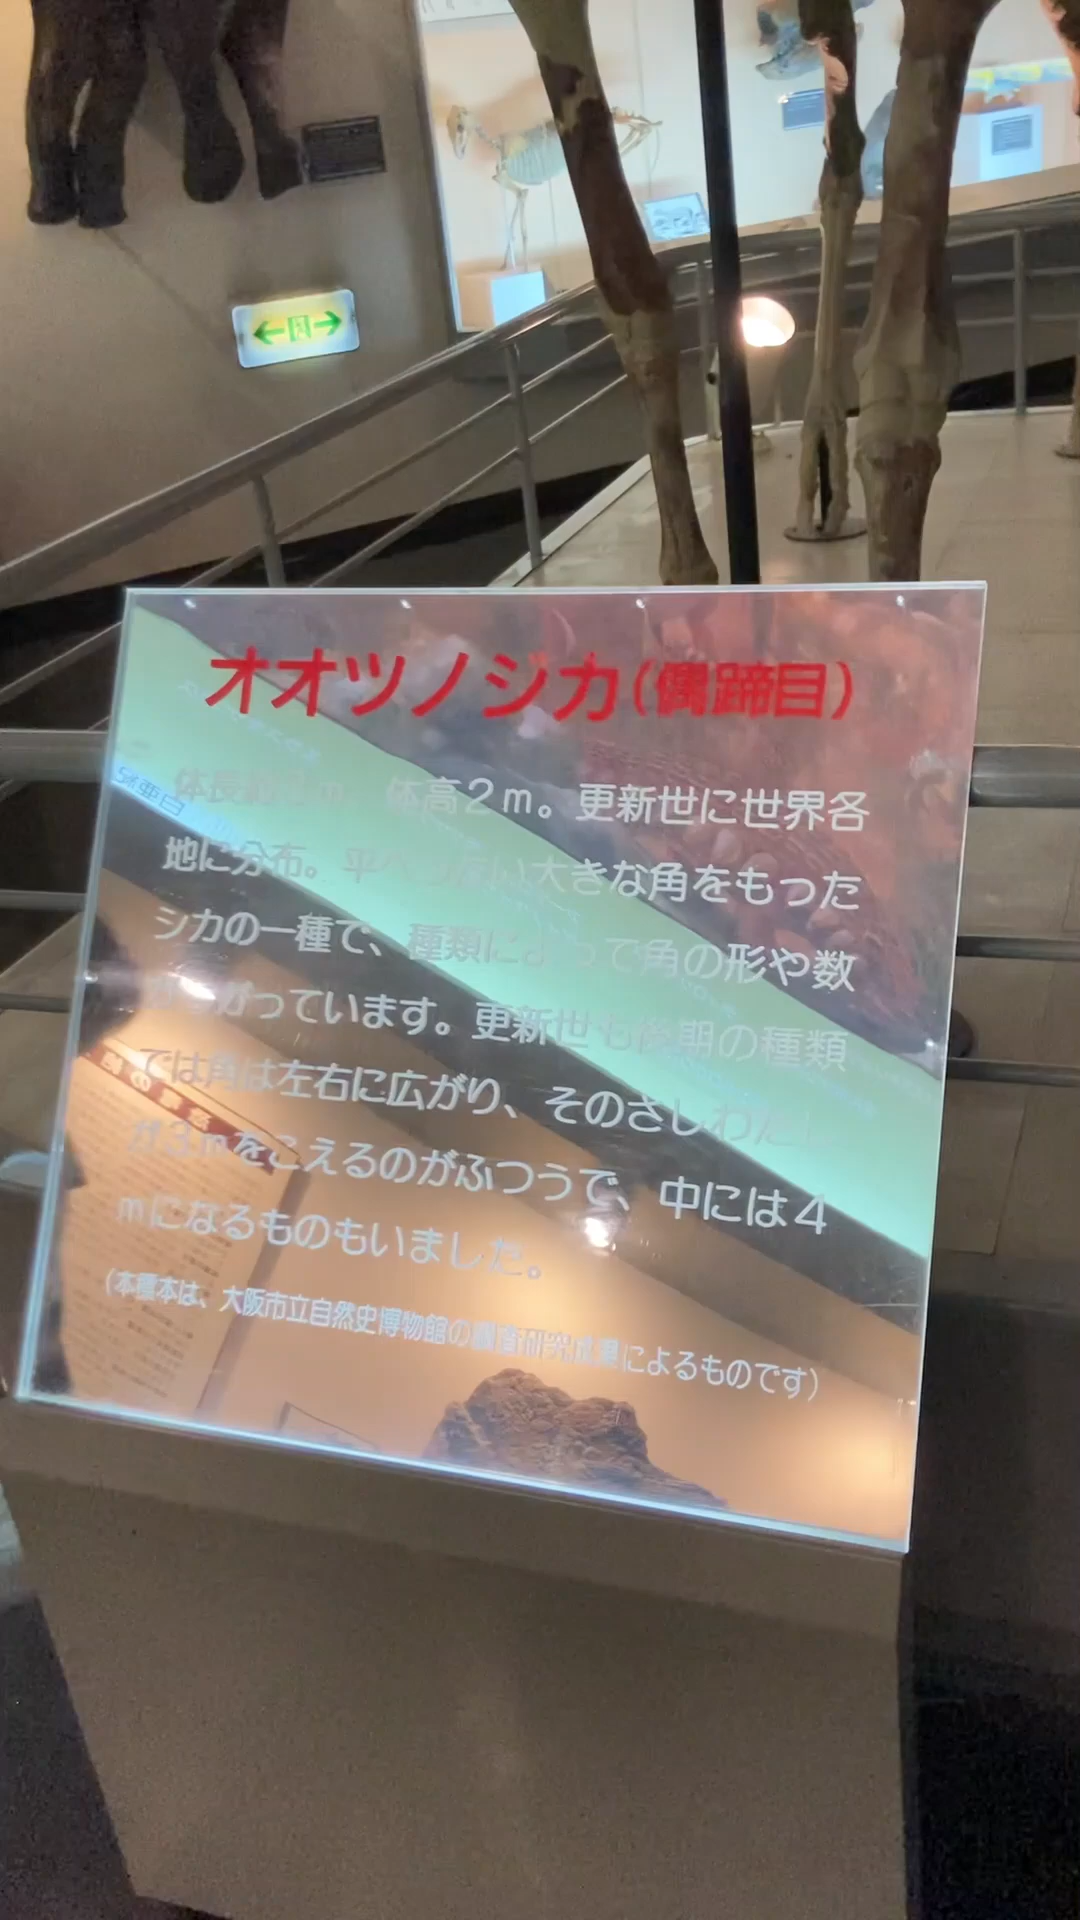 オオツノジカ(偶蹄目)
体高2m。更新世に世界各
地に分布。平べったい大きな角をもった
シカの一種で、種類によって角の形や数
がちがっています。更新世も後期の種類
では角は左右に広がり、そのさしわたし
が3mをこえるのがふつうで、中には4
mになるものもいました。
(本標本は、大阪市立自然史博物館の調査研究成果によるものです)